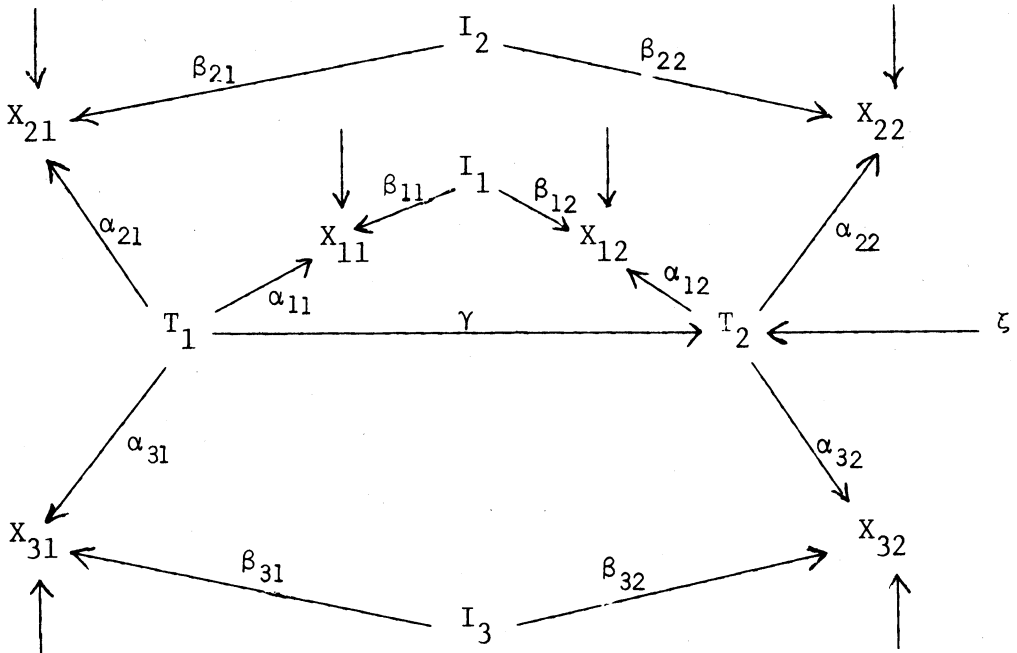 I₂
β₂₁ β₂₂
X₂₁ X₂₂
I₁
β₁₁ β₁₂
α₂₁ X₁₁ X₁₂ α₂₂
α₁₁ α₁₂
T₁ γ T₂ ξ
α₃₁ α₃₂
X₃₁ X₃₂
β₃₁ β₃₂
I₃